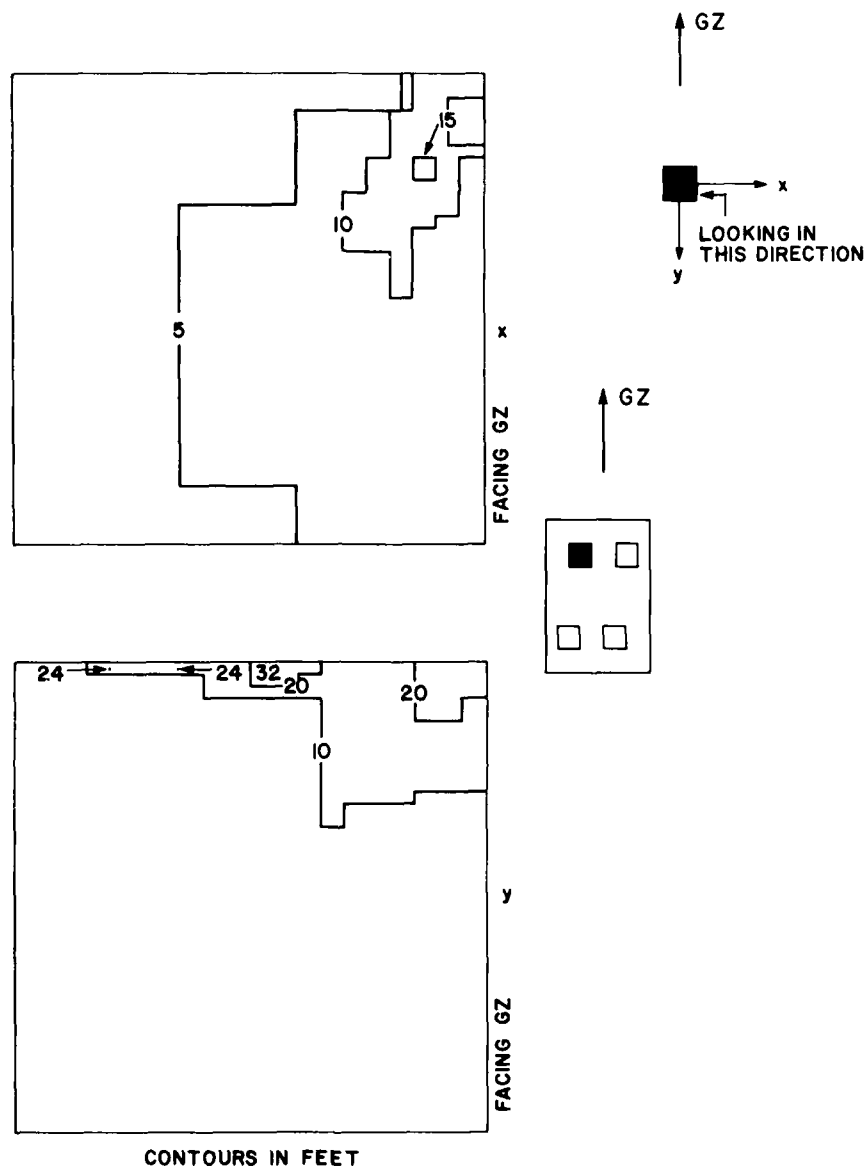 GZ
15
x
10
LOOKING IN
THIS DIRECTION
y
5
x
FACING GZ
GZ
24
24
32
20
20
10
y
FACING GZ
CONTOURS IN FEET